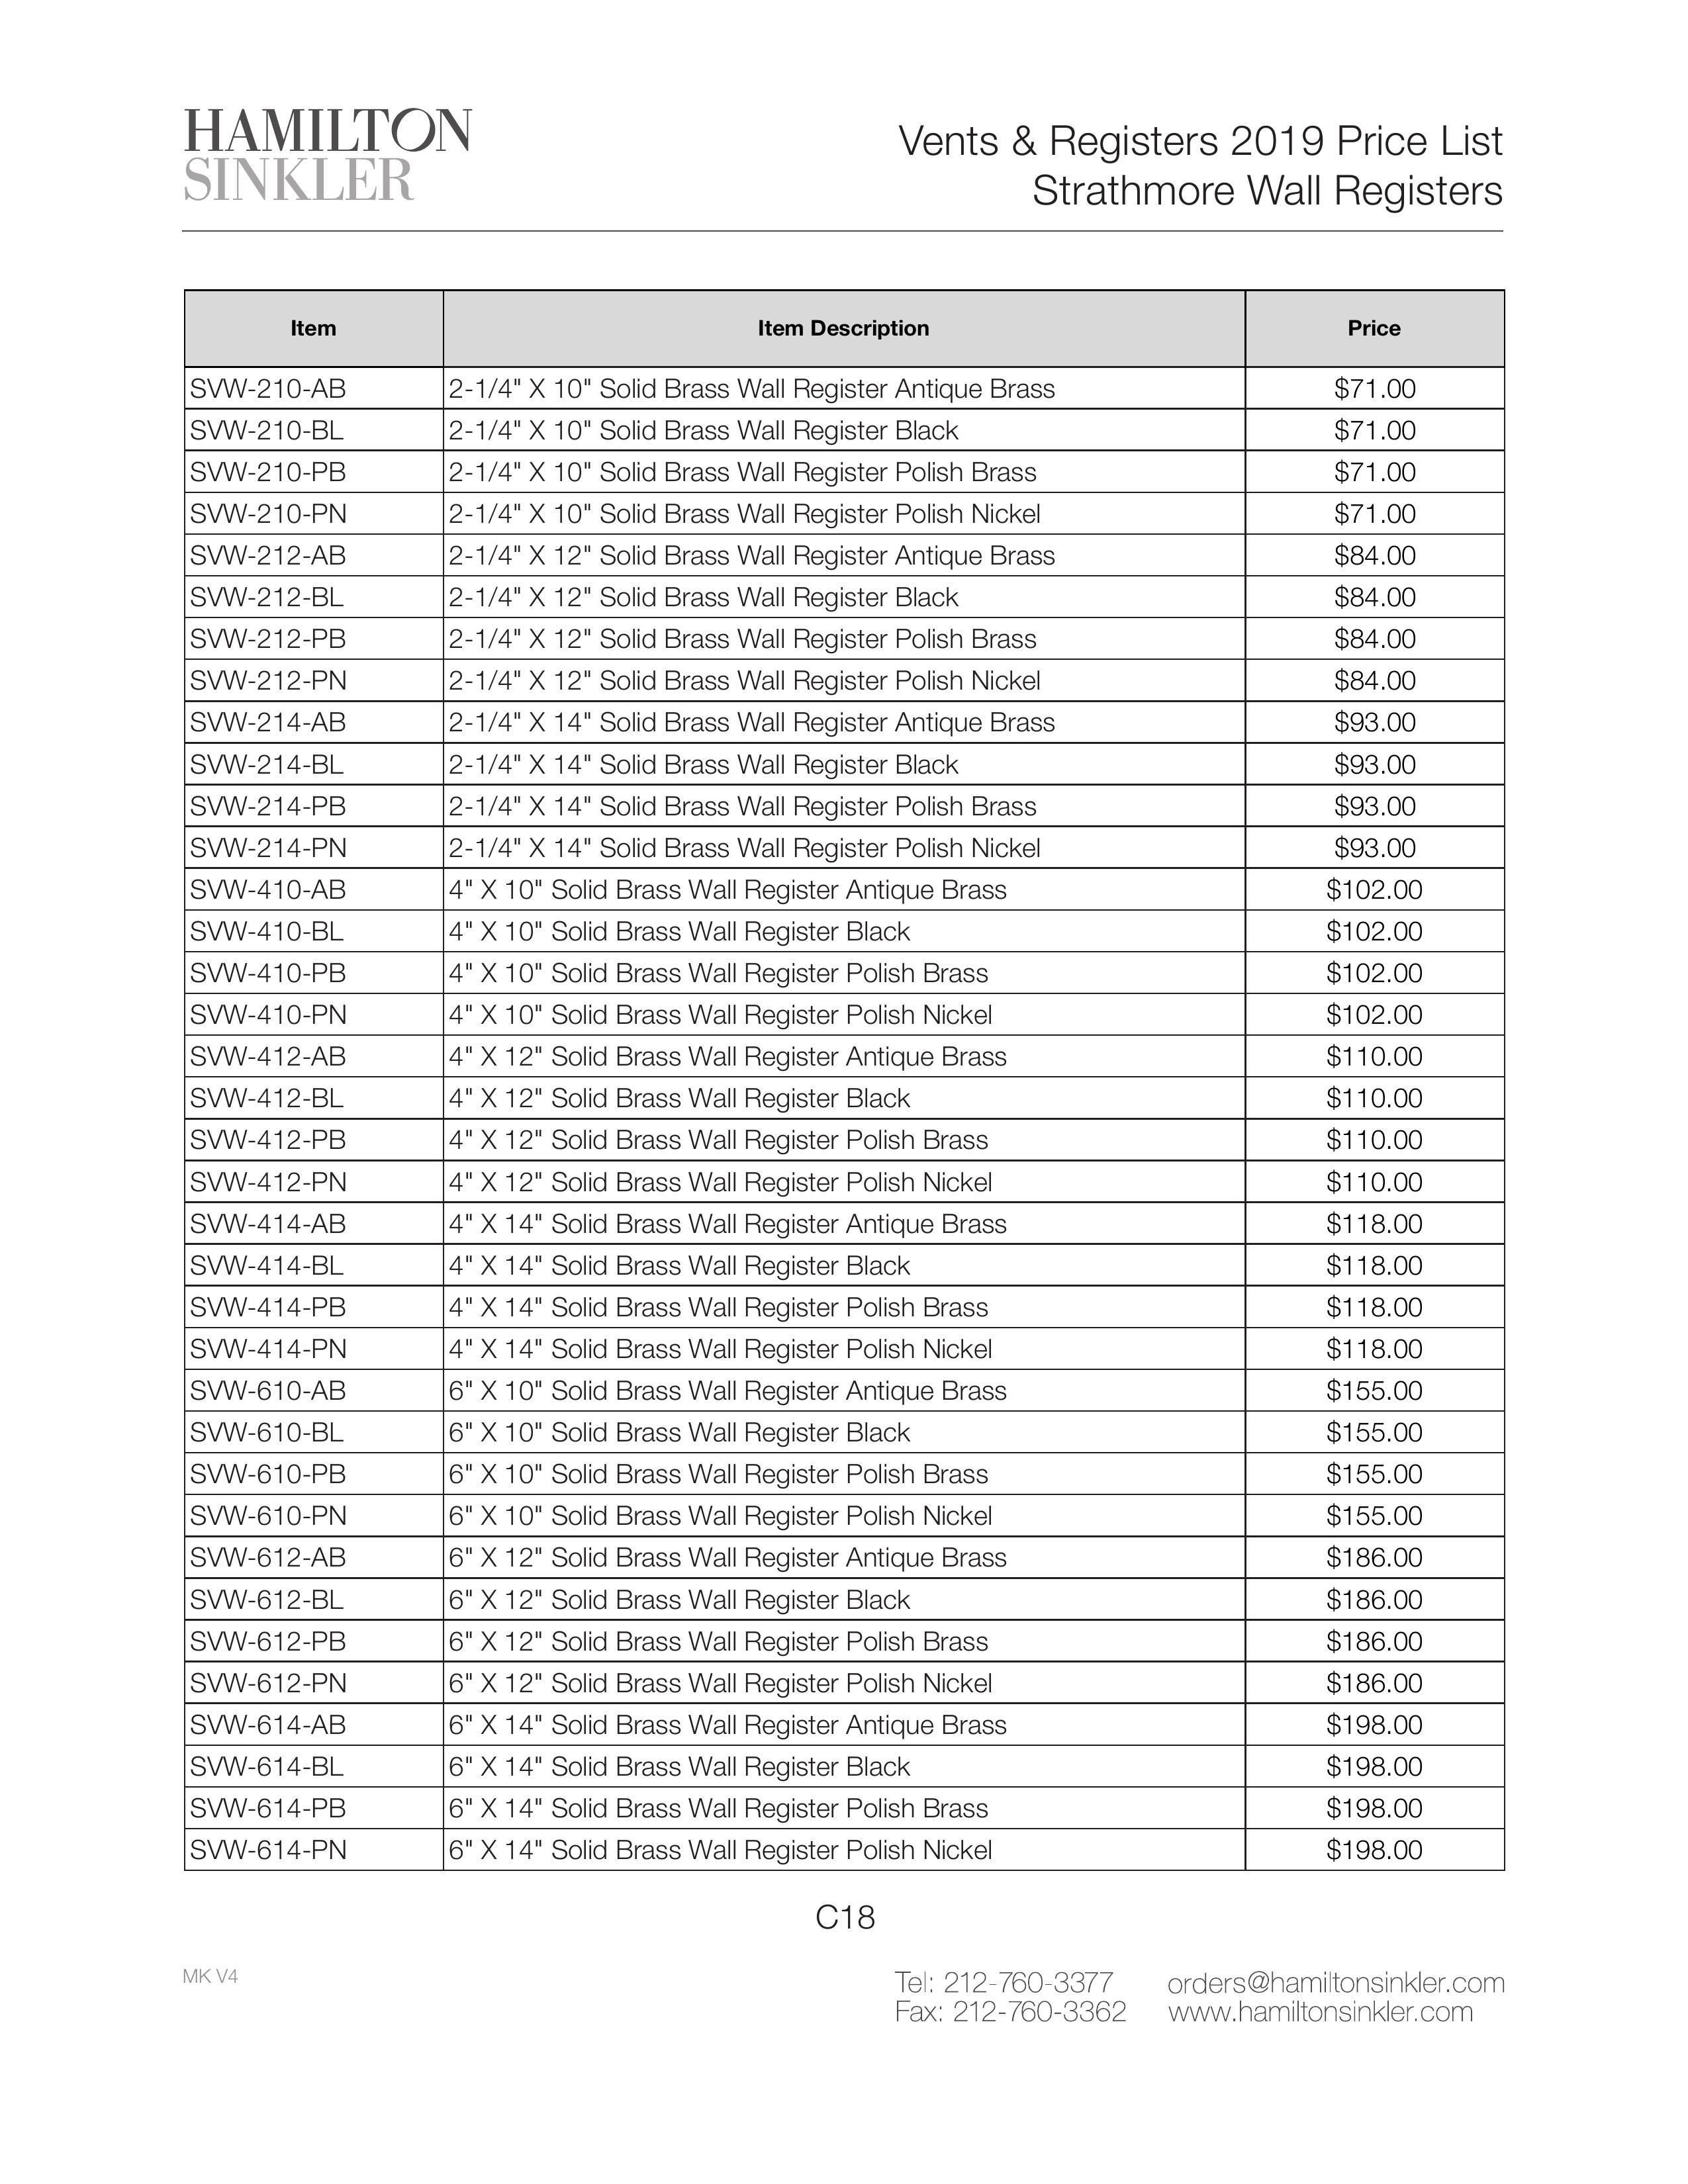 HAMILTON
SINKLER
Vents & Registers 2019 Price List
Strathmore Wall Registers
Item Item Description Price
SVW-210-AB 2-1/4" X 10" Solid Brass Wall Register Antique Brass $71.00
SVW-210-BL 2-1/4" X 10" Solid Brass Wall Register Black $71.00
SVW-210-PB 2-1/4" X 10" Solid Brass Wall Register Polish Brass $71.00
SVW-210-PN 2-1/4" X 10" Solid Brass Wall Register Polish Nickel $71.00
SVW-212-AB 2-1/4" X 12" Solid Brass Wall Register Antique Brass $84.00
SVW-212-BL 2-1/4" X 12" Solid Brass Wall Register Black $84.00
SVW-212-PB 2-1/4" X 12" Solid Brass Wall Register Polish Brass $84.00
SVW-212-PN 2-1/4" X 12" Solid Brass Wall Register Polish Nickel $84.00
SVW-214-AB 2-1/4" X 14" Solid Brass Wall Register Antique Brass $93.00
SVW-214-BL 2-1/4" X 14" Solid Brass Wall Register Black $93.00
SVW-214-PB 2-1/4" X 14" Solid Brass Wall Register Polish Brass $93.00
SVW-214-PN 2-1/4" X 14" Solid Brass Wall Register Polish Nickel $93.00
SVW-410-AB 4" X 10" Solid Brass Wall Register Antique Brass $102.00
SVW-410-BL 4" X 10" Solid Brass Wall Register Black $102.00
SVW-410-PB 4" X 10" Solid Brass Wall Register Polish Brass $102.00
SVW-410-PN 4" X 10" Solid Brass Wall Register Polish Nickel $102.00
SVW-412-AB 4" X 12" Solid Brass Wall Register Antique Brass $110.00
SVW-412-BL 4" X 12" Solid Brass Wall Register Black $110.00
SVW-412-PB 4" X 12" Solid Brass Wall Register Polish Brass $110.00
SVW-412-PN 4" X 12" Solid Brass Wall Register Polish Nickel $110.00
SVW-414-AB 4" X 14" Solid Brass Wall Register Antique Brass $118.00
SVW-414-BL 4" X 14" Solid Brass Wall Register Black $118.00
SVW-414-PB 4" X 14" Solid Brass Wall Register Polish Brass $118.00
SVW-414-PN 4" X 14" Solid Brass Wall Register Polish Nickel $118.00
SVW-610-AB 6" X 10" Solid Brass Wall Register Antique Brass $155.00
SVW-610-BL 6" X 10" Solid Brass Wall Register Black $155.00
SVW-610-PB 6" X 10" Solid Brass Wall Register Polish Brass $155.00
SVW-610-PN 6" X 10" Solid Brass Wall Register Polish Nickel $155.00
SVW-612-AB 6" X 12" Solid Brass Wall Register Antique Brass $186.00
SVW-612-BL 6" X 12" Solid Brass Wall Register Black $186.00
SVW-612-PB 6" X 12" Solid Brass Wall Register Polish Brass $186.00
SVW-612-PN 6" X 12" Solid Brass Wall Register Polish Nickel $186.00
SVW-614-AB 6" X 14" Solid Brass Wall Register Antique Brass $198.00
SVW-614-BL 6" X 14" Solid Brass Wall Register Black $198.00
SVW-614-PB 6" X 14" Solid Brass Wall Register Polish Brass $198.00
SVW-614-PN 6" X 14" Solid Brass Wall Register Polish Nickel $198.00
C18
MK V4
Tel: 212-760-3377 orders@hamiltonsinkler.com
Fax: 212-760-3362 www.hamiltonsinkler.com